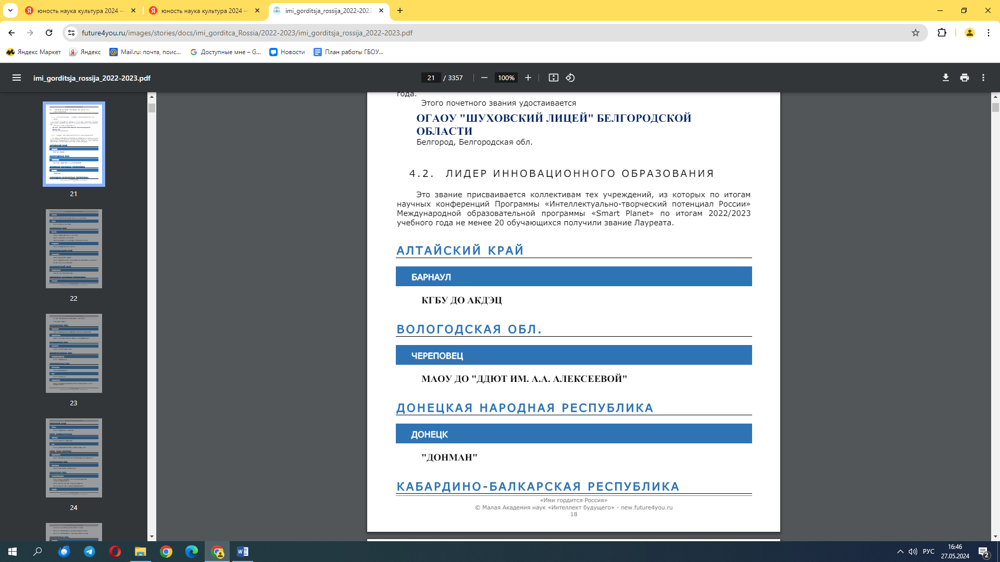 юность наука культура 2024 —
юность наука культура 2024 —
imi_gorditsja_rossija_2022-2023
future4you.ru/images/stories/docs/imi_gorditca_Rossia/2022-2023/imi_gorditsja_rossija_2022-2023.pdf
Яндекс Маркет
Яндекс
Mail.ru: почта, поис...
Доступные мне – G...
Новости
План работы ГБОУ...
imi_gorditsja_rossija_2022-2023.pdf
21 / 3357
100%
года.
Этого почетного звания удостаивается
ОГАОУ "ШУХОВСКИЙ ЛИЦЕЙ" БЕЛГОРОДСКОЙ
ОБЛАСТИ
Белгород, Белгородская обл.
4.2. ЛИДЕР ИННОВАЦИОННОГО ОБРАЗОВАНИЯ
Это звание присваивается коллективам тех учреждений, из которых по итогам
научных конференций Программы «Интеллектуально-творческий потенциал России»
Международной образовательной программы «Smart Planet» по итогам 2022/2023
учебного года не менее 20 обучающихся получили звание Лауреата.
АЛТАЙСКИЙ КРАЙ
БАРНАУЛ
КГБУ ДО АКДЭЦ
ВОЛОГОДСКАЯ ОБЛ.
ЧЕРЕПОВЕЦ
МАОУ ДО "ДДЮТ ИМ. А.А. АЛЕКСЕЕВОЙ"
ДОНЕЦКАЯ НАРОДНАЯ РЕСПУБЛИКА
ДОНЕЦК
"ДОНМАН"
КАБАРДИНО-БАЛКАРСКАЯ РЕСПУБЛИКА
«Ими гордится Россия»
© Малая Академия наук «Интеллект будущего» - new.future4you.ru
18
21
22
23
24
РУС
16:46
27.05.2024
2